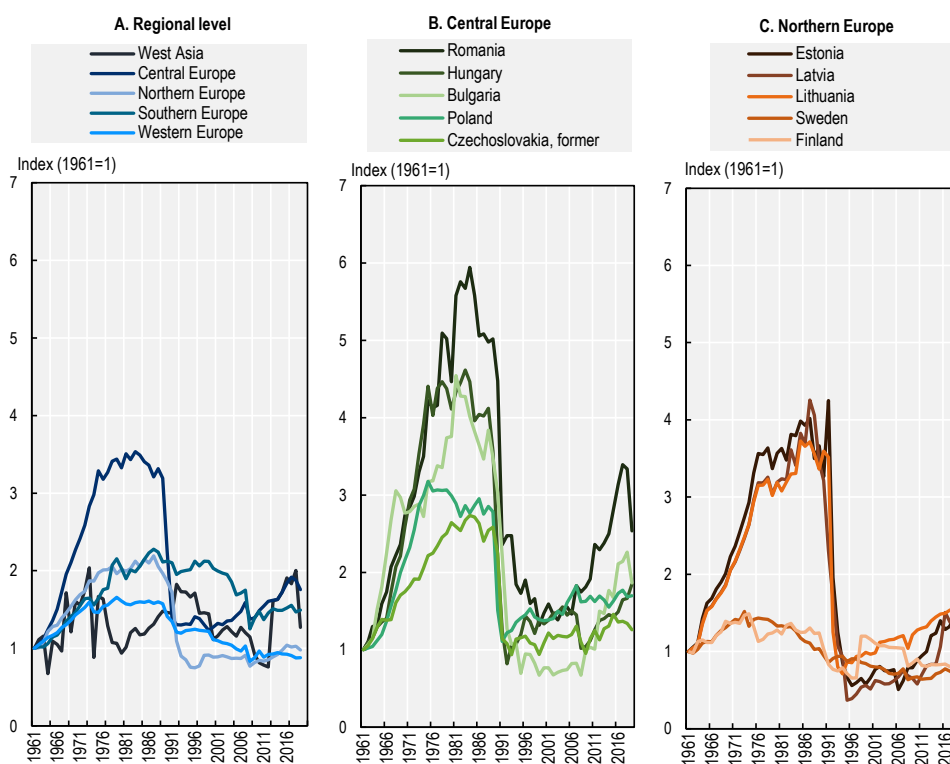 A. Regional level
West Asia
Central Europe
Northern Europe
Southern Europe
Western Europe
Index (1961=1)
7
6
5
4
3
2
1
0
1961
1966
1971
1976
1981
1986
1991
1996
2001
2006
2011
2016
B. Central Europe
Romania
Hungary
Bulgaria
Poland
Czechoslovakia, former
Index (1961=1)
7
6
5
4
3
2
1
0
1961
1966
1971
1976
1981
1986
1991
1996
2001
2006
2011
2016
C. Northern Europe
Estonia
Latvia
Lithuania
Sweden
Finland
Index (1961=1)
7
6
5
4
3
2
1
0
1961
1966
1971
1976
1981
1986
1991
1996
2001
2006
2011
2016